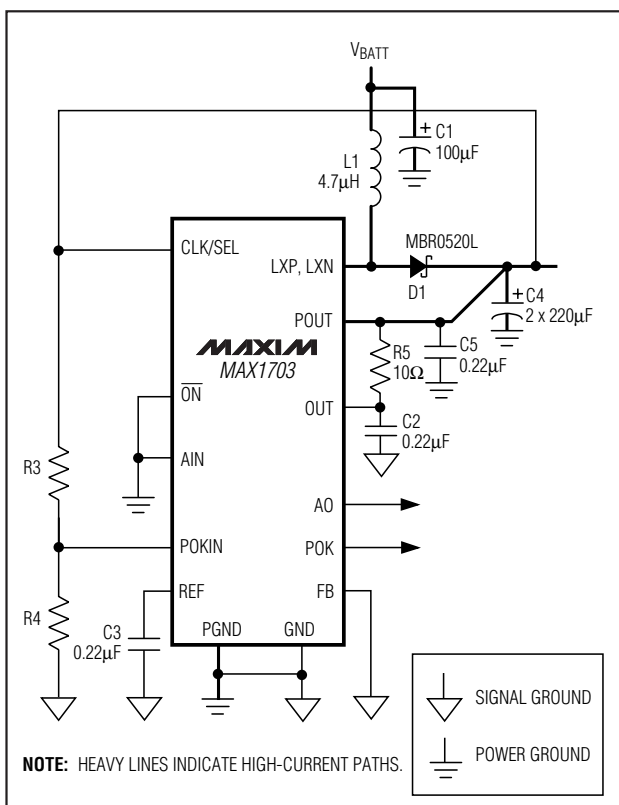 VBATT
+ C1
100µF
L1
4.7µH
CLK/SEL
MBR0520L
LXP, LXN
D1
+ C4
2 x 220µF
POUT
MAXIM
MAX1703
R5
10Ω
C5
0.22µF
ON
OUT
C2
0.22µF
R3
AIN
AO
POKIN
POK
REF
FB
R4
C3
0.22µF
PGND
GND
SIGNAL GROUND
POWER GROUND
NOTE: HEAVY LINES INDICATE HIGH-CURRENT PATHS.